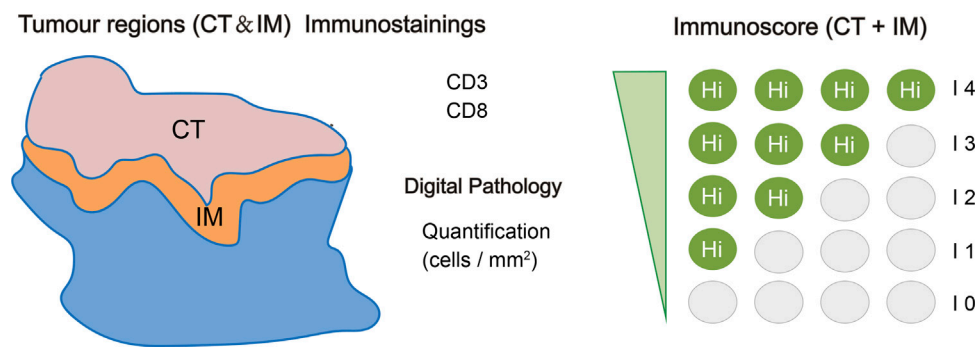 Tumour regions (CT & IM) Immunostainings
CD3
CD8
CT
IM
Digital Pathology
Quantification
(cells / mm²)
Immunoscore (CT + IM)
Hi Hi Hi Hi I 4
Hi Hi Hi I 3
Hi Hi I 2
Hi I 1
I 0